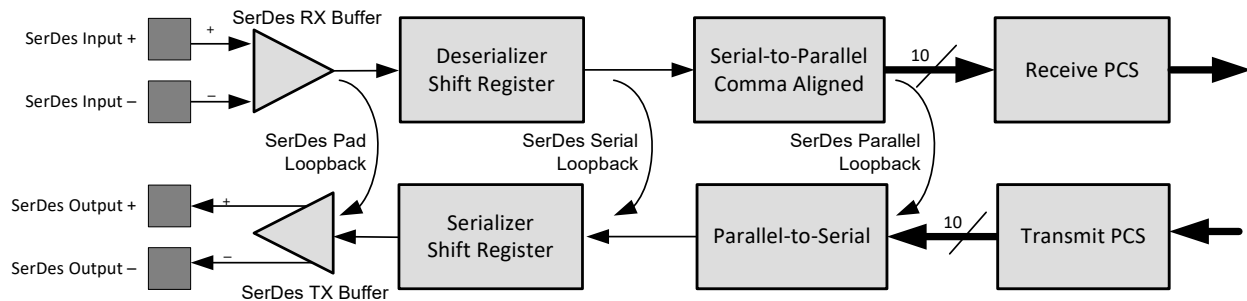 SerDes RX Buffer
SerDes Input +
+
SerDes Input –
–
Deserializer
Shift Register
Serial-to-Parallel
Comma Aligned
10
Receive PCS
SerDes Pad
Loopback
SerDes Serial
Loopback
SerDes Parallel
Loopback
SerDes Output +
+
SerDes Output –
–
SerDes TX Buffer
Serializer
Shift Register
Parallel-to-Serial
10
Transmit PCS